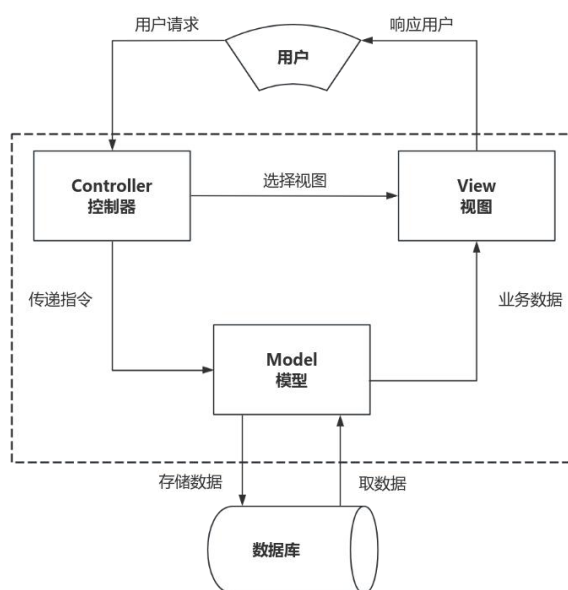 用户请求
用户
响应用户
Controller
控制器
选择视图
View
视图
传递指令
业务数据
Model
模型
存储数据
取数据
数据库